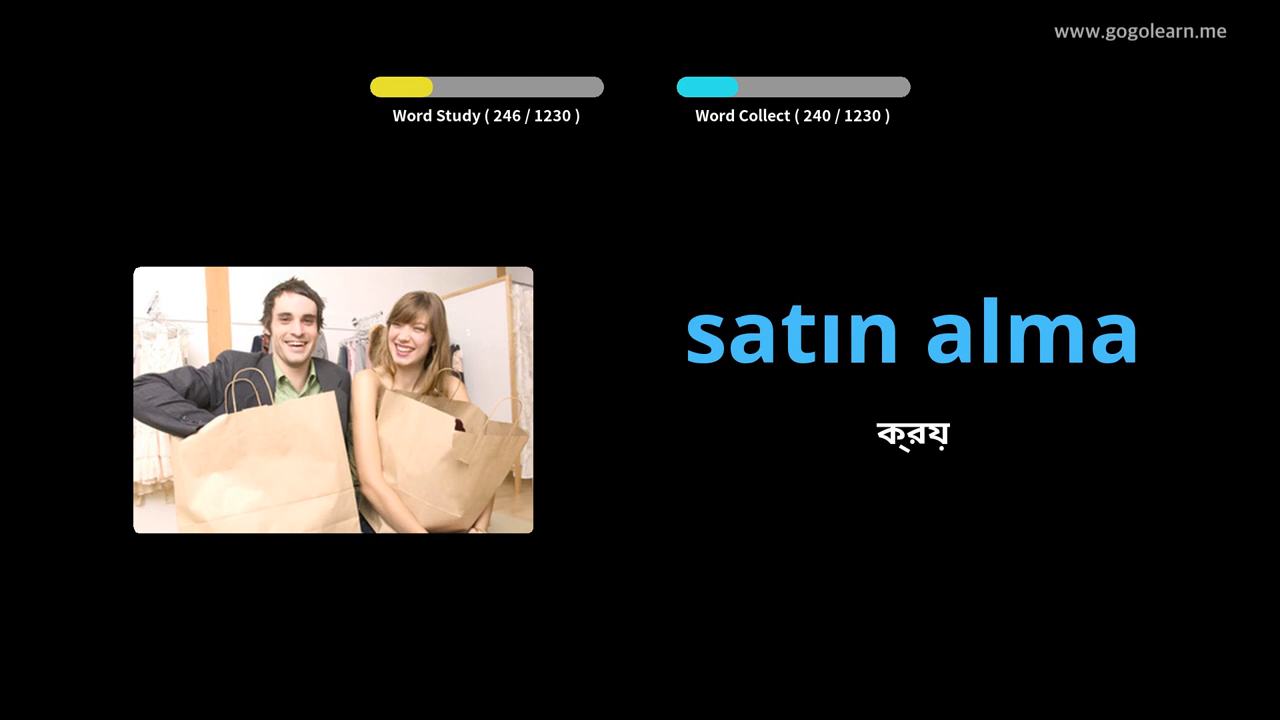 www.gogolearn.me
Word Study ( 246 / 1230 )
Word Collect ( 240 / 1230 )
satın alma
ক্রয়